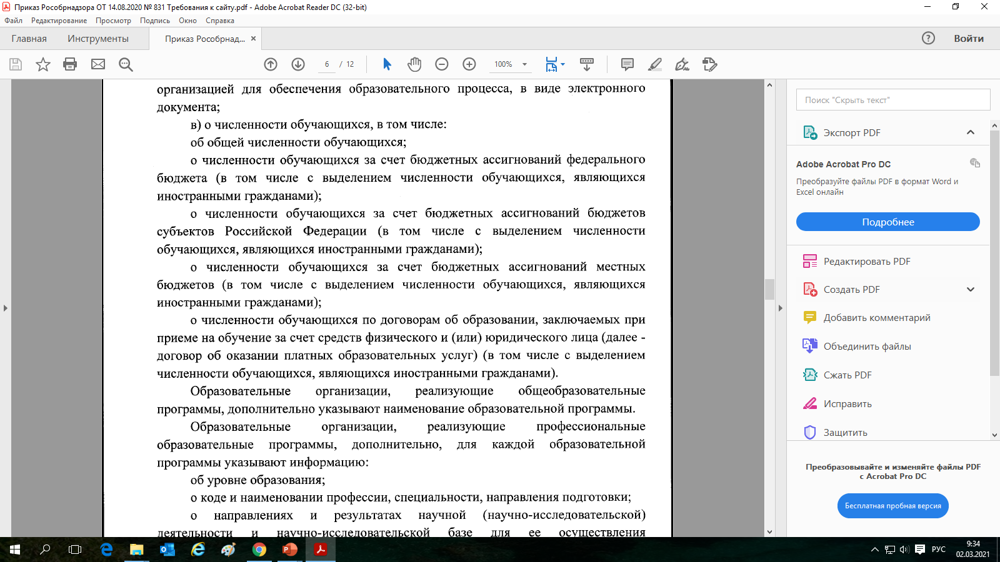 Приказ Рособрнадзора ОТ 14.08.2020 № 831 Требования к сайту.pdf - Adobe Acrobat Reader DC (32-bit)
Файл Редактирование Просмотр Подпись Окно Справка
Главная Инструменты Приказ Рособрнад... × Войти
6 / 12 100%
организацией для обеспечения образовательного процесса, в виде электронного
документа;
в) о численности обучающихся, в том числе:
об общей численности обучающихся;
о численности обучающихся за счет бюджетных ассигнований федерального
бюджета (в том числе с выделением численности обучающихся, являющихся
иностранными гражданами);
о численности обучающихся за счет бюджетных ассигнований бюджетов
субъектов Российской Федерации (в том числе с выделением численности
обучающихся, являющихся иностранными гражданами);
о численности обучающихся за счет бюджетных ассигнований местных
бюджетов (в том числе с выделением численности обучающихся, являющихся
иностранными гражданами);
о численности обучающихся по договорам об образовании, заключаемых при
приеме на обучение за счет средств физического и (или) юридического лица (далее -
договор об оказании платных образовательных услуг) (в том числе с выделением
численности обучающихся, являющихся иностранными гражданами).
Образовательные организации, реализующие общеобразовательные
программы, дополнительно указывают наименование образовательной программы.
Образовательные организации, реализующие профессиональные
образовательные программы, дополнительно, для каждой образовательной
программы указывают информацию:
об уровне образования;
о коде и наименовании профессии, специальности, направления подготовки;
о направлениях и результатах научной (научно-исследовательской)
деятельности и научно-исследовательской базе для ее осуществления
Поиск "Скрыть текст"
Экспорт PDF
Adobe Acrobat Pro DC
Преобразуйте файлы PDF в формат Word и
Excel онлайн
Подробнее
Редактировать PDF
Создать PDF
Добавить комментарий
Объединить файлы
Сжать PDF
Исправить
Защитить
Преобразовывайте и изменяйте файлы PDF
с Acrobat Pro DC
Бесплатная пробная версия
РУС
9:34
02.03.2021